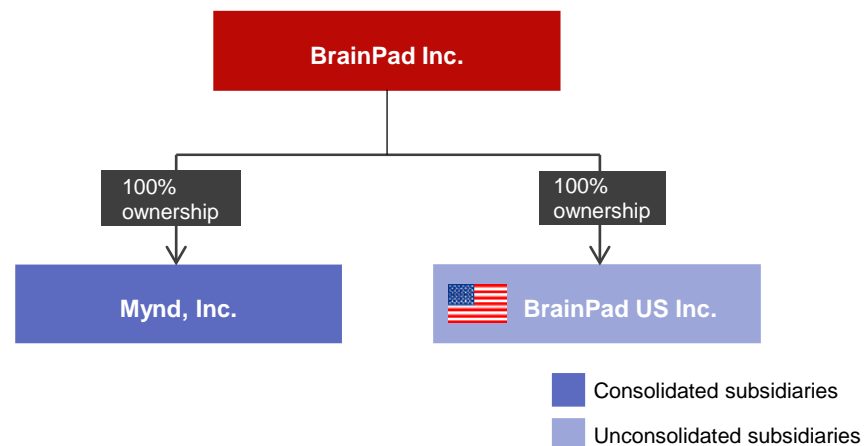 BrainPad Inc.
100%
ownership
100%
ownership
Mynd, Inc.
BrainPad US Inc.
Consolidated subsidiaries
Unconsolidated subsidiaries